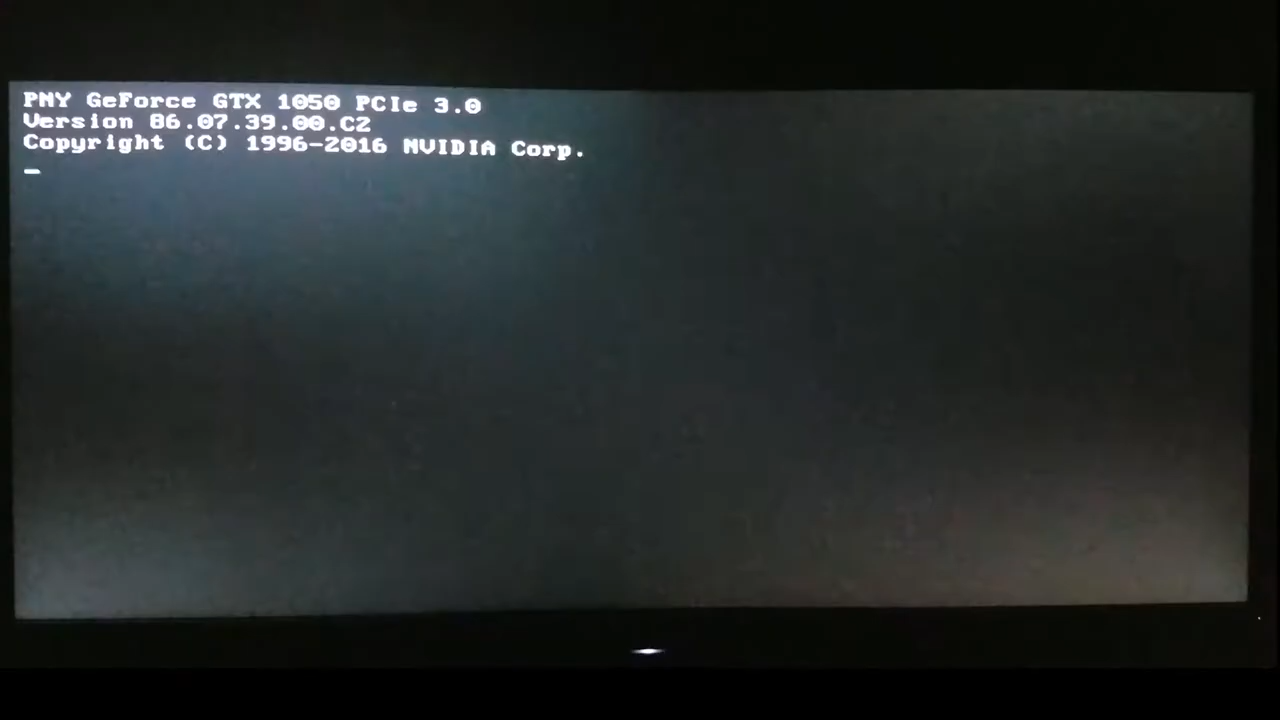 PNY GeForce GTX 1050 PCIe 3.0
Version 86.07.39.00.C2
Copyright (C) 1996-2016 NVIDIA Corp.
_